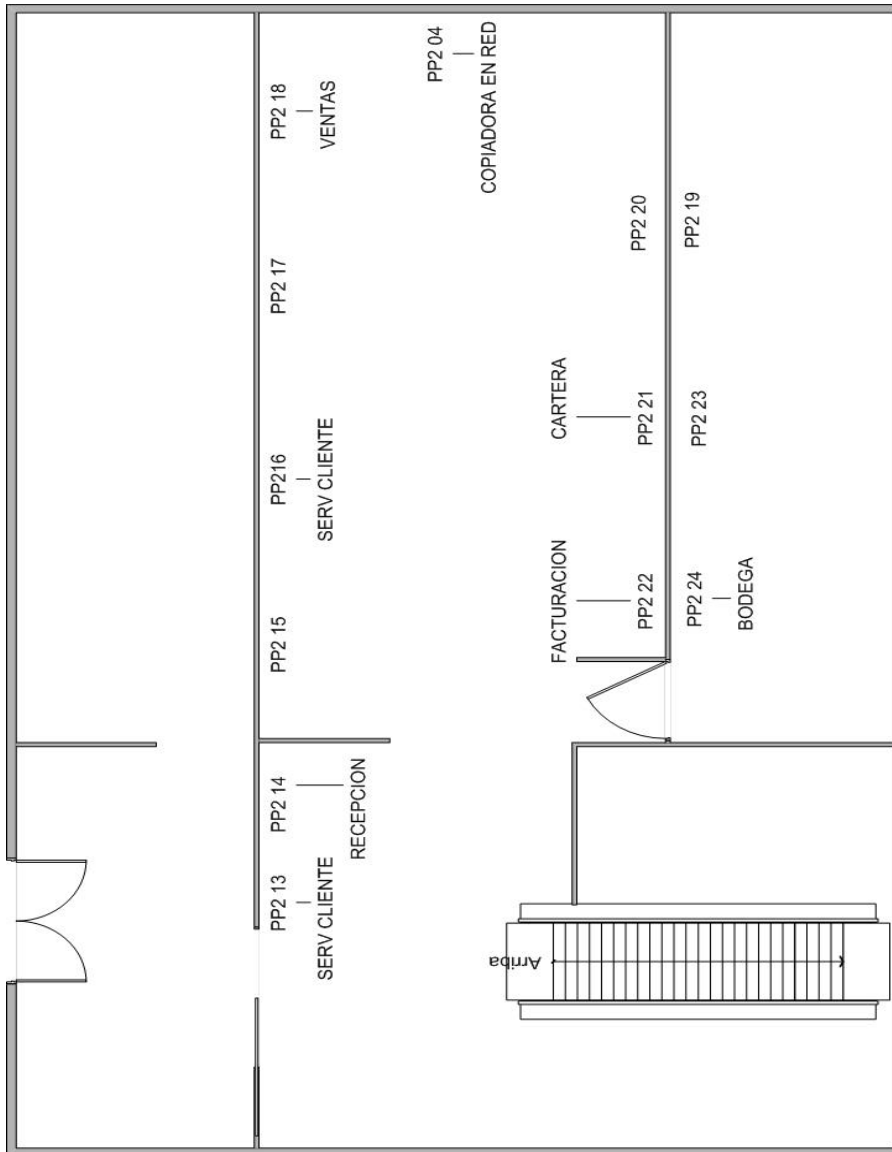 PP2 18
VENTAS
PP2 04
COPIADORA EN RED
PP2 17
PP2 20
PP2 19
PP216
SERV CLIENTE
CARTERA
PP2 21
PP2 23
PP2 15
FACTURACION
PP2 22
PP2 24
BODEGA
PP2 14
RECEPCION
PP2 13
SERV CLIENTE
Arriba